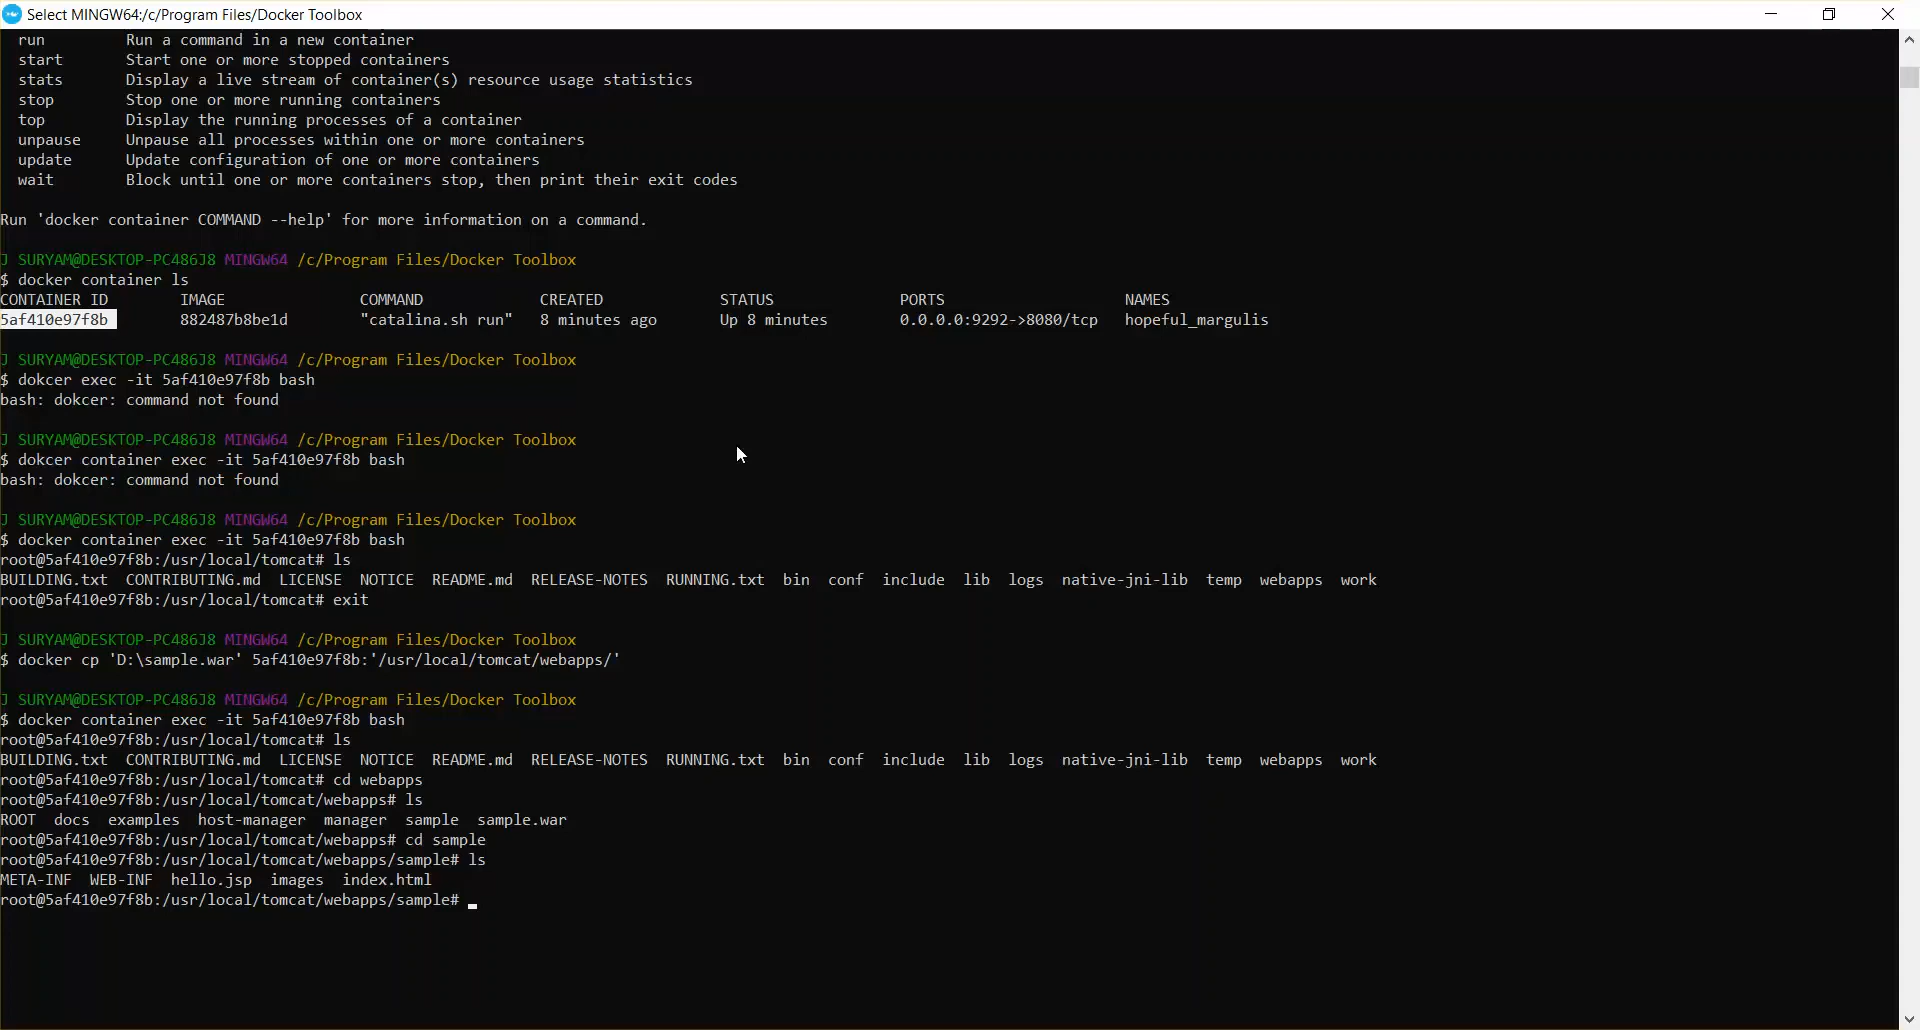 Select MINGW64:/c/Program Files/Docker Toolbox
run Run a command in a new container
start Start one or more stopped containers
stats Display a live stream of container(s) resource usage statistics
stop Stop one or more running containers
top Display the running processes of a container
unpause Unpause all processes within one or more containers
update Update configuration of one or more containers
wait Block until one or more containers stop, then print their exit codes
Run 'docker container COMMAND --help' for more information on a command.
J SURYAM@DESKTOP-PC486J8 MINGW64 /c/Program Files/Docker Toolbox
$ docker container ls
CONTAINER ID IMAGE COMMAND CREATED STATUS PORTS NAMES
5af410e97f8b 882487b8be1d "catalina.sh run" 8 minutes ago Up 8 minutes 0.0.0.0:9292->8080/tcp hopeful_margulis
J SURYAM@DESKTOP-PC486J8 MINGW64 /c/Program Files/Docker Toolbox
$ dokcer exec -it 5af410e97f8b bash
bash: dokcer: command not found
J SURYAM@DESKTOP-PC486J8 MINGW64 /c/Program Files/Docker Toolbox
$ dokcer container exec -it 5af410e97f8b bash
bash: dokcer: command not found
J SURYAM@DESKTOP-PC486J8 MINGW64 /c/Program Files/Docker Toolbox
$ docker container exec -it 5af410e97f8b bash
root@5af410e97f8b:/usr/local/tomcat# ls
BUILDING.txt CONTRIBUTING.md LICENSE NOTICE README.md RELEASE-NOTES RUNNING.txt bin conf include lib logs native-jni-lib temp webapps work
root@5af410e97f8b:/usr/local/tomcat# exit
J SURYAM@DESKTOP-PC486J8 MINGW64 /c/Program Files/Docker Toolbox
$ docker cp 'D:\sample.war' 5af410e97f8b:'/usr/local/tomcat/webapps/'
J SURYAM@DESKTOP-PC486J8 MINGW64 /c/Program Files/Docker Toolbox
$ docker container exec -it 5af410e97f8b bash
root@5af410e97f8b:/usr/local/tomcat# ls
BUILDING.txt CONTRIBUTING.md LICENSE NOTICE README.md RELEASE-NOTES RUNNING.txt bin conf include lib logs native-jni-lib temp webapps work
root@5af410e97f8b:/usr/local/tomcat# cd webapps
root@5af410e97f8b:/usr/local/tomcat/webapps# ls
ROOT docs examples host-manager manager sample sample.war
root@5af410e97f8b:/usr/local/tomcat/webapps# cd sample
root@5af410e97f8b:/usr/local/tomcat/webapps/sample# ls
META-INF WEB-INF hello.jsp images index.html
root@5af410e97f8b:/usr/local/tomcat/webapps/sample#